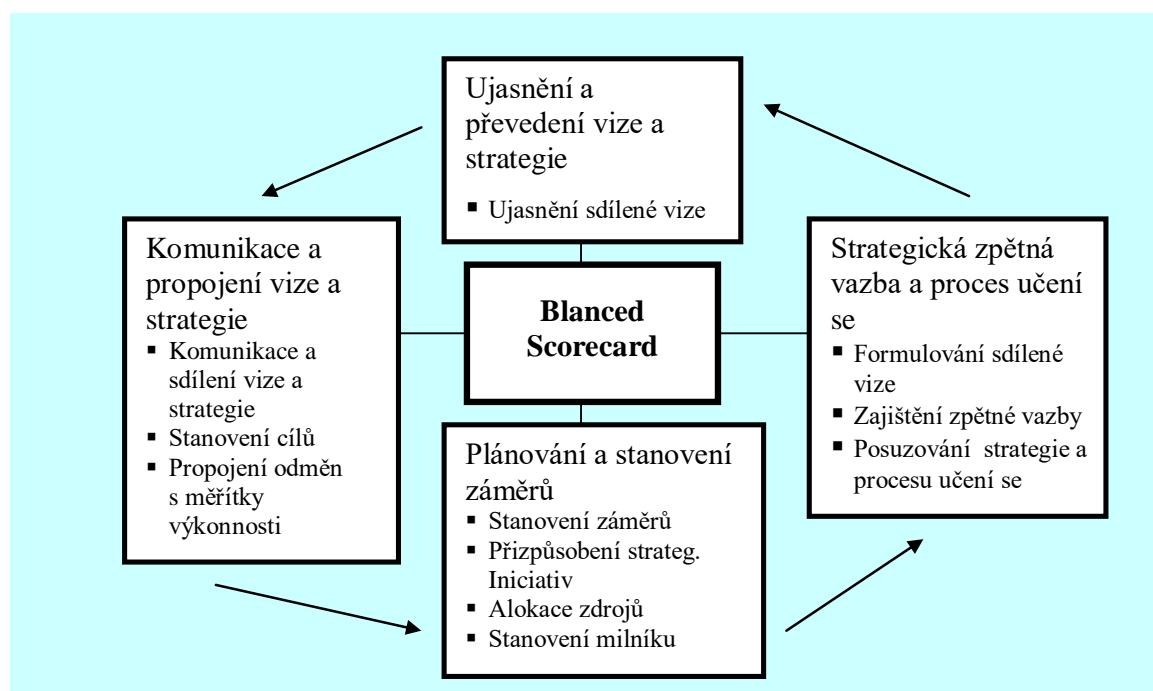 Ujasnění a
převedení vize a
strategie
▪ Ujasnění sdílené vize
Komunikace a
propojení vize a
strategie
▪ Komunikace a
sdílení vize a
strategie
▪ Stanovení cílů
▪ Propojení odměn
s měřítky
výkonnosti
Blanced
Scorecard
Strategická zpětná
vazba a proces učení
se
▪ Formulování sdílené
vize
▪ Zajištění zpětné vazby
▪ Posuzování strategie a
procesu učení se
Plánování a stanovení
záměrů
▪ Stanovení záměrů
▪ Přizpůsobení strateg.
Iniciativ
▪ Alokace zdrojů
▪ Stanovení milníku